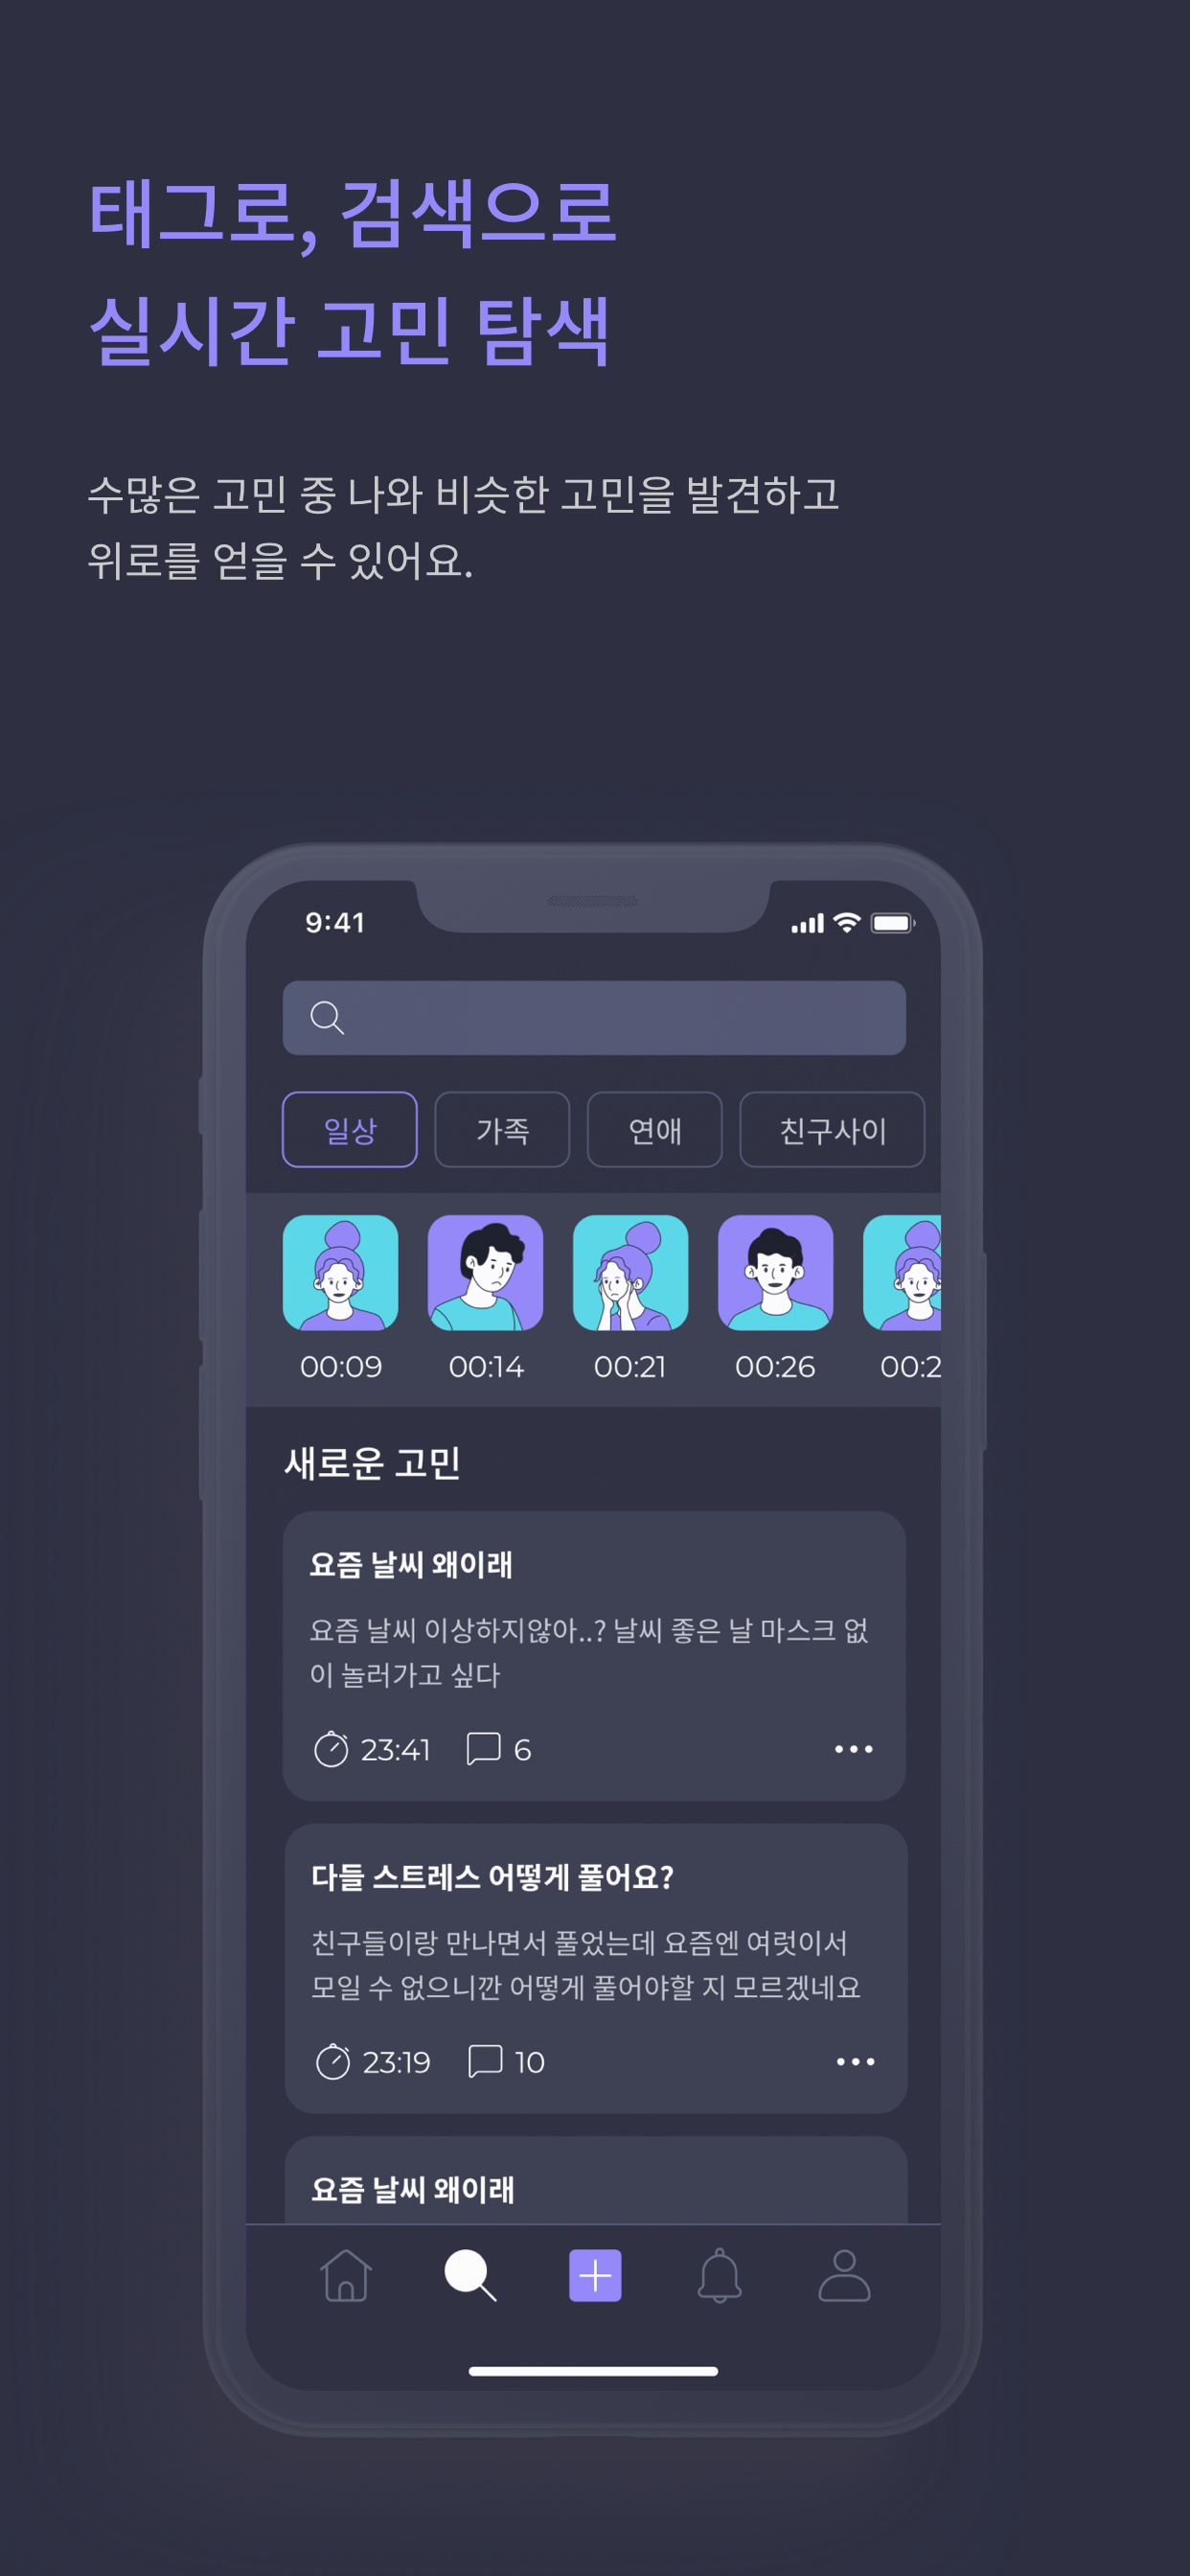 태그로, 검색으로
실시간 고민 탐색
수많은 고민 중 나와 비슷한 고민을 발견하고
위로를 얻을 수 있어요.
9:41
일상 가족 연애 친구사이
00:09 00:14 00:21 00:26 00:2
새로운 고민
요즘 날씨 왜이래
요즘 날씨 이상하지않아..? 날씨 좋은 날 마스크 없
이 놀러가고 싶다
23:41 6
다들 스트레스 어떻게 풀어요?
친구들이랑 만나면서 풀었는데 요즘엔 여럿이서
모일 수 없으니깐 어떻게 풀어야할 지 모르겠네요
23:19 10
요즘 날씨 왜이래